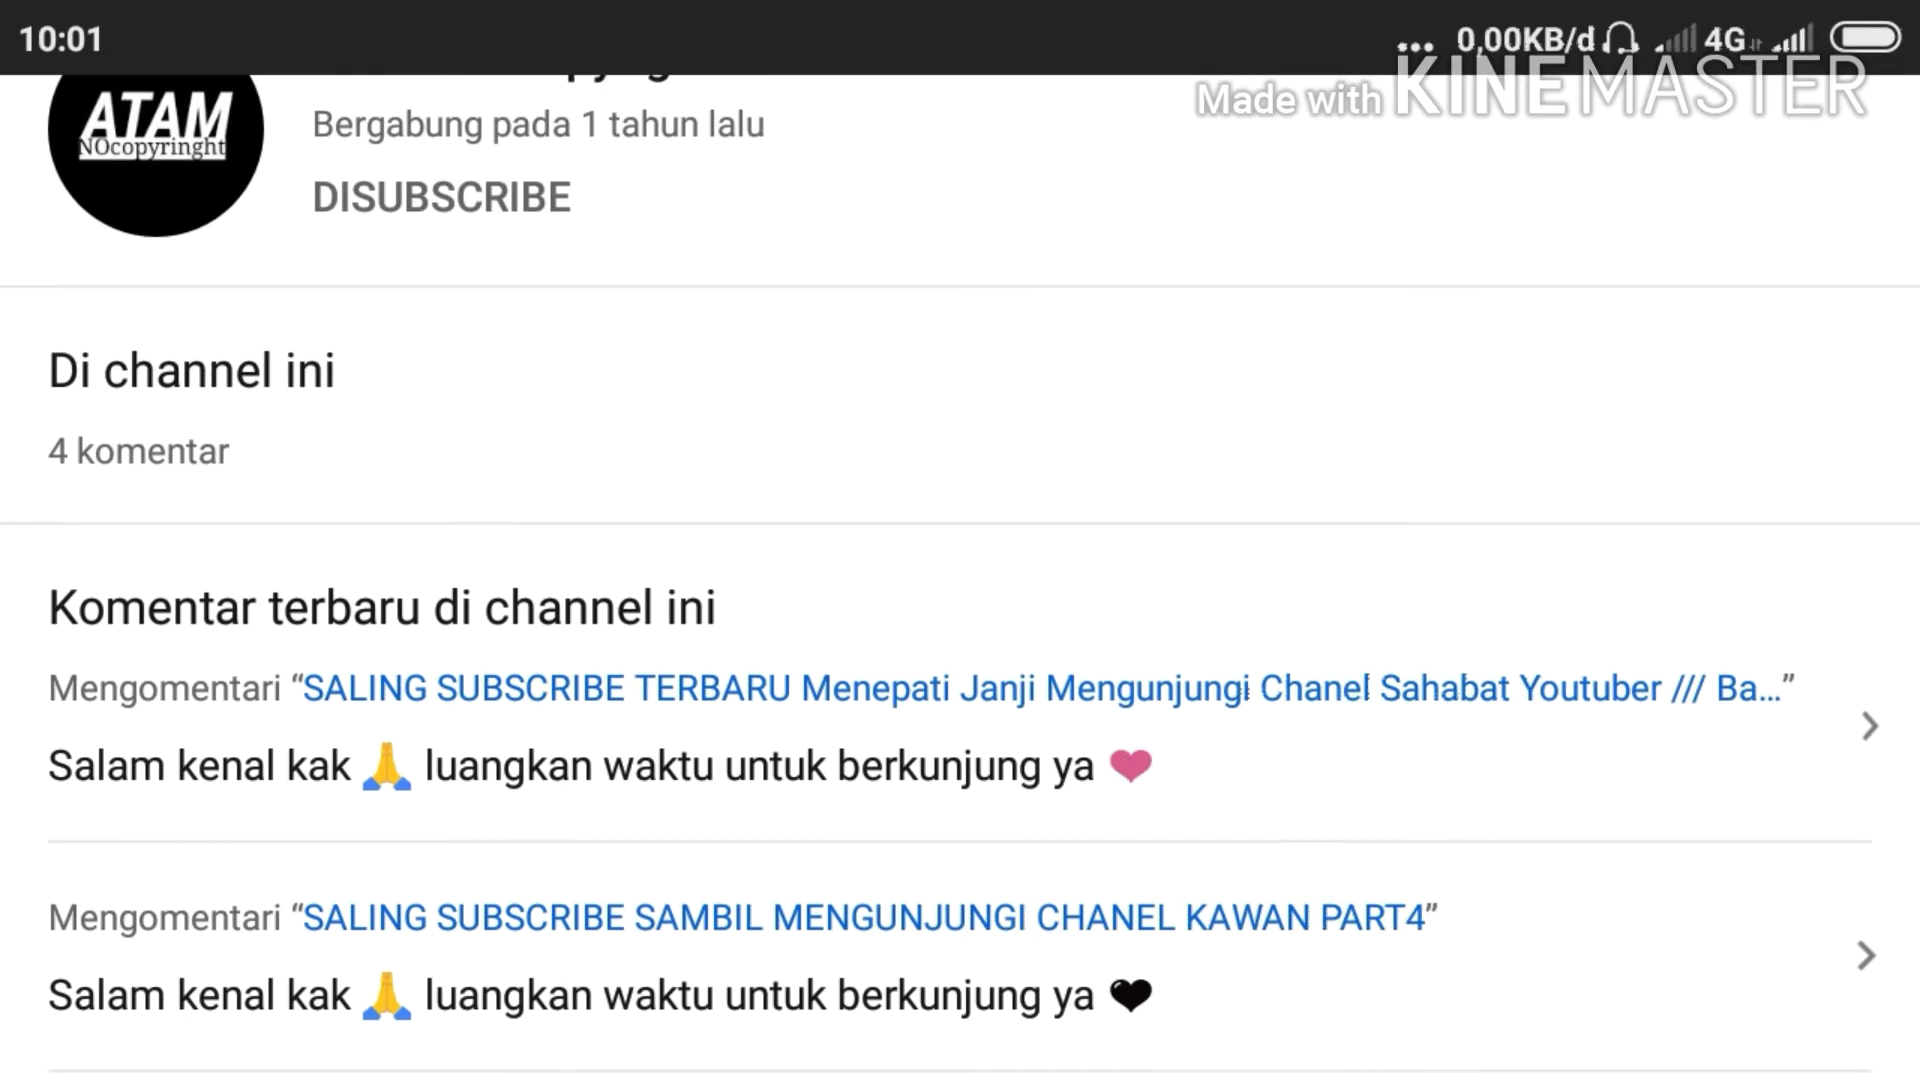 10:01
... 0,00KB/d 4G
Made with KINEMASTER
ATAM
NOcopyringht
Bergabung pada 1 tahun lalu
DISUBSCRIBE
Di channel ini
4 komentar
Komentar terbaru di channel ini
Mengomentari “SALING SUBSCRIBE TERBARU Menepati Janji Mengunjungi Chanel Sahabat Youtuber /// Ba...”
Salam kenal kak 🙏 luangkan waktu untuk berkunjung ya ❤
Mengomentari “SALING SUBSCRIBE SAMBIL MENGUNJUNGI CHANEL KAWAN PART4”
Salam kenal kak 🙏 luangkan waktu untuk berkunjung ya 🖤